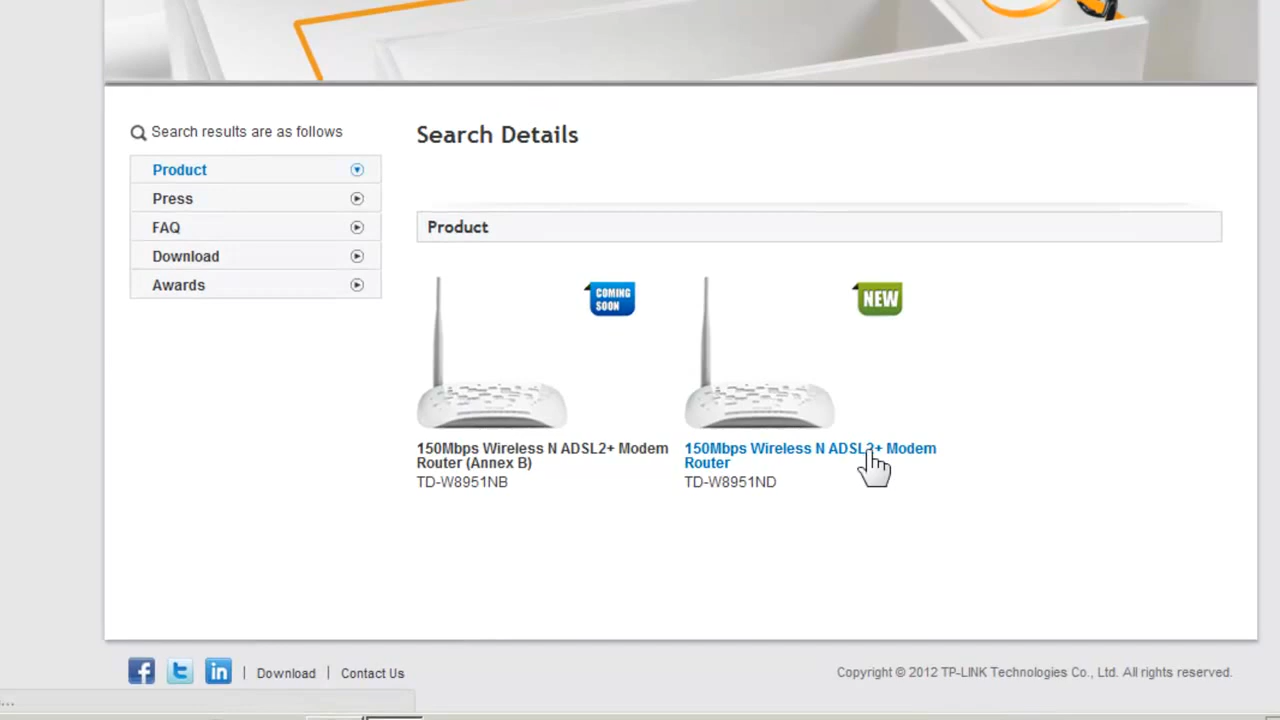 Search results are as follows
Product
Press
FAQ
Download
Awards
Search Details
Product
COMING
SOON
NEW
150Mbps Wireless N ADSL2+ Modem
Router (Annex B)
TD-W8951NB
150Mbps Wireless N ADSL2+ Modem
Router
TD-W8951ND
f t in | Download | Contact Us
Copyright © 2012 TP-LINK Technologies Co., Ltd. All rights reserved.
...